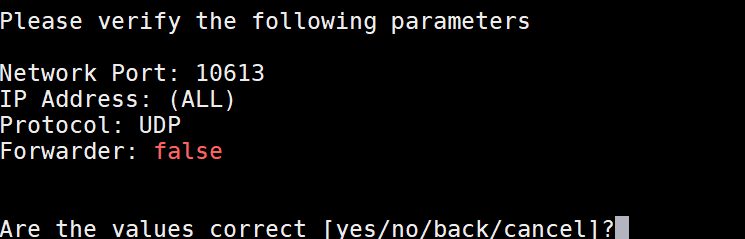 Please verify the following parameters
Network Port: 10613
IP Address: (ALL)
Protocol: UDP
Forwarder: false
Are the values correct [yes/no/back/cancel]?